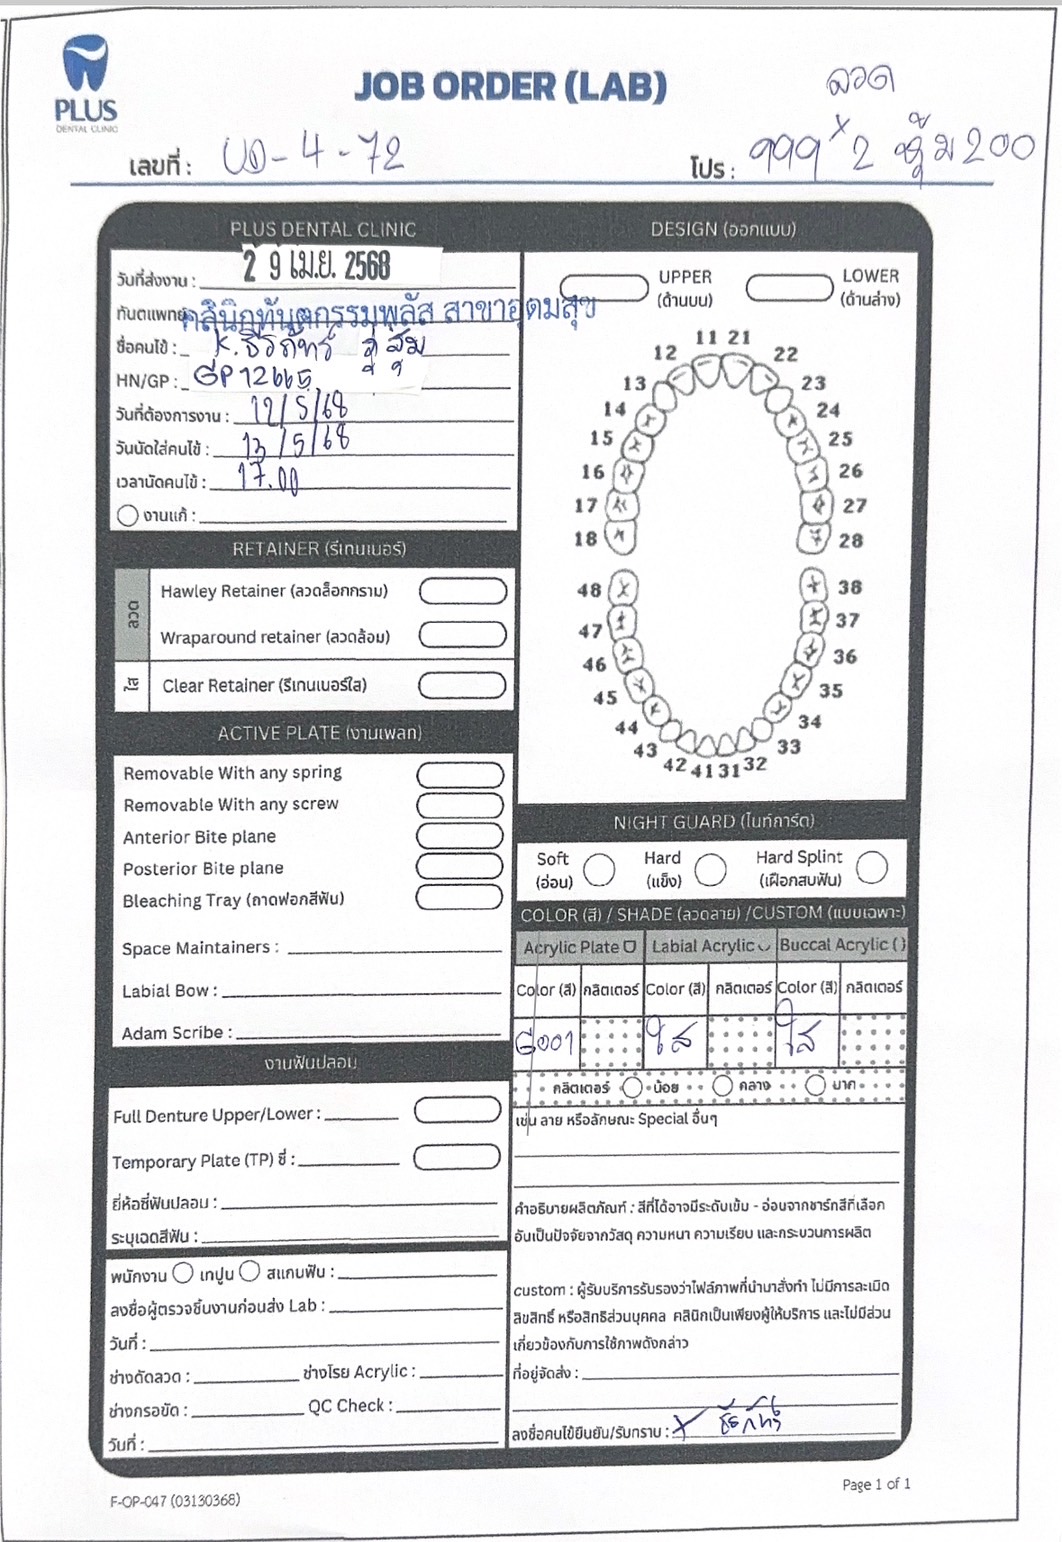 PLUS
DENTAL CLINIC
JOB ORDER (LAB)
ลวด
เลขที่ : UD-4-72
โปร : 999 x 2 หุ้ม 200
PLUS DENTAL CLINIC
วันที่ส่งงาน : 2 9 เม.ย. 2568
ทันตแพทย์ คลินิกทันตกรรมพลัส สาขาอุดมสุข
ชื่อคนไข้ : K. ธีรภัทร์
HN/GP : GP12665
วันที่ต้องการงาน : 12/5/68
วันนัดใส่คนไข้ : 13/5/68
เวลานัดคนไข้ : 17.00
งานแก้ :
RETAINER (รีเทนเนอร์)
ลวด
Hawley Retainer (ลวดล็อกกราม)
Wraparound retainer (ลวดล้อม)
ใส
Clear Retainer (รีเทนเนอร์ใส)
ACTIVE PLATE (งานเพลท)
Removable With any spring
Removable With any screw
Anterior Bite plane
Posterior Bite plane
Bleaching Tray (ถาดฟอกสีฟัน)
Space Maintainers :
Labial Bow :
Adam Scribe :
งานฟันปลอม
Full Denture Upper/Lower :
Temporary Plate (TP) ซี่ :
ยี่ห้อซี่ฟันปลอม :
ระบุเฉดสีฟัน :
พนักงาน เทปูน สแกนฟัน :
ลงชื่อผู้ตรวจชิ้นงานก่อนส่ง Lab :
วันที่ :
ช่างดัดลวด : ช่างโรย Acrylic :
ช่างกรอขัด : QC Check :
วันที่ :
DESIGN (ออกแบบ)
UPPER LOWER
(ด้านบน) (ด้านล่าง)
11 21
12 22
13 23
14 24
15 25
16 26
17 27
18 28
48 38
47 37
46 36
45 35
44 34
43 33
42 41 31 32
NIGHT GUARD (ไนท์การ์ด)
Soft Hard Hard Splint
(อ่อน) (แข็ง) (เฝือกสบฟัน)
COLOR (สี) / SHADE (ลวดลาย) /CUSTOM (แบบเฉพาะ)
Acrylic Plate Labial Acrylic Buccal Acrylic ( )
Color (สี) กลิตเตอร์ Color (สี) กลิตเตอร์ Color (สี) กลิตเตอร์
G001 ใส ใส
กลิตเตอร์ น้อย กลาง มาก
เช่น ลาย หรือลักษณะ Special อื่นๆ
คำอธิบายผลิตภัณฑ์ : สีที่ได้อาจมีระดับเข้ม - อ่อนจากชาร์กสีที่เลือก
อันเป็นปัจจัยจากวัสดุ ความหนา ความเรียบ และกระบวนการผลิต
custom : ผู้รับบริการรับรองว่าไฟล์ภาพที่นำมาสั่งทำ ไม่มีการละเมิด
ลิขสิทธิ์ หรือสิทธิส่วนบุคคล คลินิกเป็นเพียงผู้ให้บริการ และไม่มีส่วน
เกี่ยวข้องกับการใช้ภาพดังกล่าว
ที่อยู่จัดส่ง :
ลงชื่อคนไข้ยืนยัน/รับทราบ : x ธีรภัทร์
F-OP-047 (03130368)
Page 1 of 1